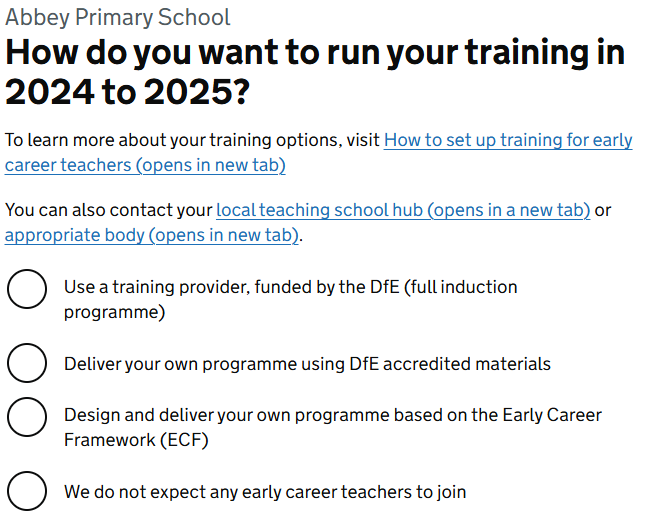 Abbey Primary School
How do you want to run your training in
2024 to 2025?
To learn more about your training options, visit How to set up training for early
career teachers (opens in new tab)
You can also contact your local teaching school hub (opens in a new tab) or
appropriate body (opens in new tab).
Use a training provider, funded by the DfE (full induction
programme)
Deliver your own programme using DfE accredited materials
Design and deliver your own programme based on the Early Career
Framework (ECF)
We do not expect any early career teachers to join